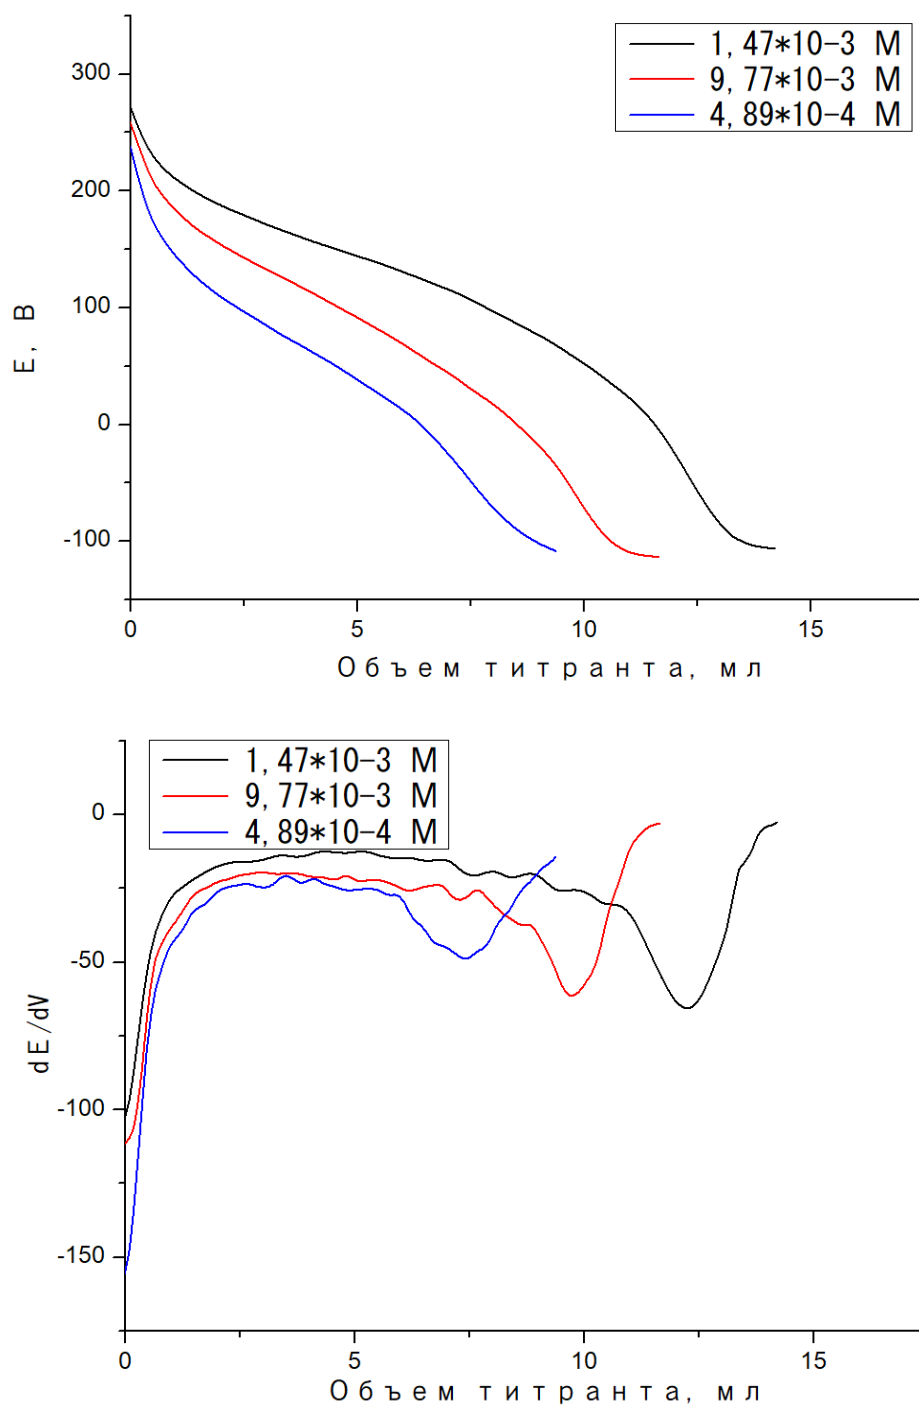 1,47*10-3 M
9,77*10-3 M
4,89*10-4 M
300
200
100
0
-100
E, В
0 5 10 15
Объем титранта, мл
1,47*10-3 M
9,77*10-3 M
4,89*10-4 M
0
-50
-100
-150
dE/dV
0 5 10 15
Объем титранта, мл